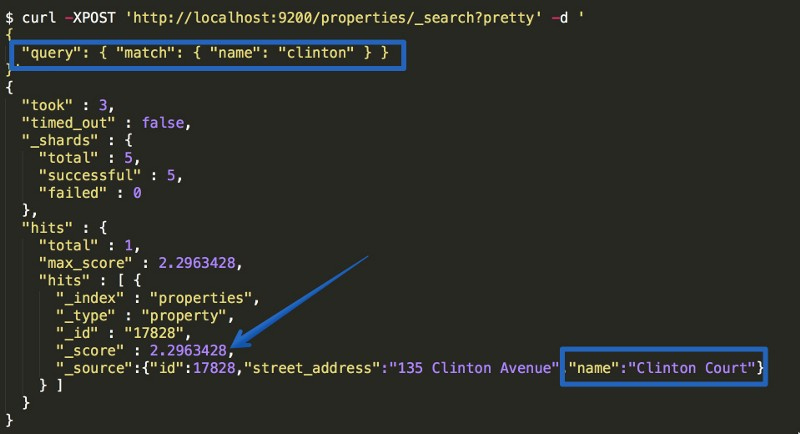 $ curl -XPOST 'http://localhost:9200/properties/_search?pretty' -d '
{
  "query": { "match": { "name": "clinton" } }
}'
{
  "took" : 3,
  "timed_out" : false,
  "_shards" : {
    "total" : 5,
    "successful" : 5,
    "failed" : 0
  },
  "hits" : {
    "total" : 1,
    "max_score" : 2.2963428,
    "hits" : [ {
      "_index" : "properties",
      "_type" : "property",
      "_id" : "17828",
      "_score" : 2.2963428,
      "_source":{"id":17828,"street_address":"135 Clinton Avenue","name":"Clinton Court"}
    } ]
  }
}